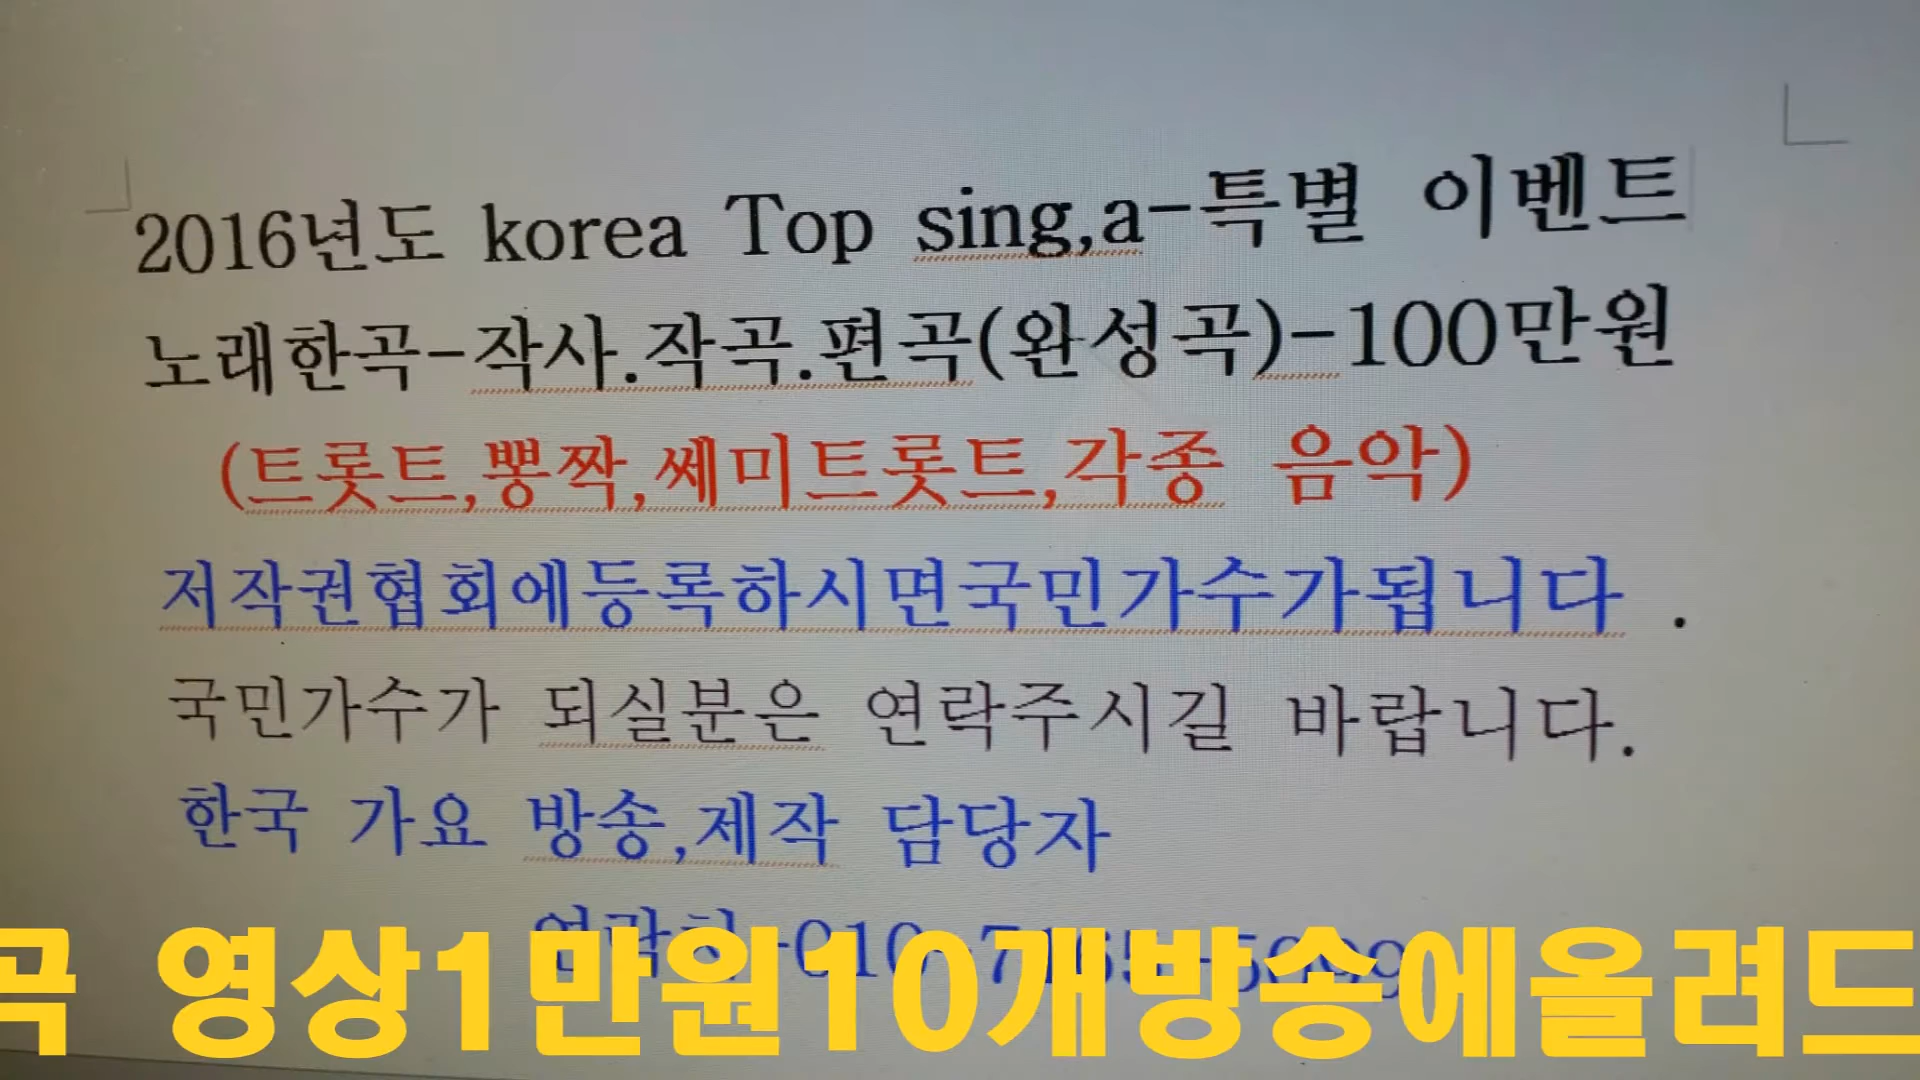 2016년도 korea Top sing,a-특별 이벤트
노래한곡-작사.작곡.편곡(완성곡)-100만원
(트롯트,뽕짝,쎄미트롯트,각종 음악)
저작권협회에등록하시면국민가수가됩니다 .
국민가수가 되실분은 연락주시길 바랍니다.
한국 가요 방송,제작 담당자
곡 영상1만원10개방송에올려드